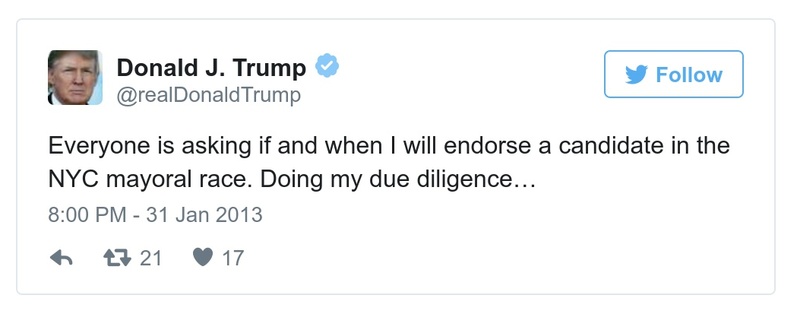 Donald J. Trump
@realDonaldTrump
Follow
Everyone is asking if and when I will endorse a candidate in the
NYC mayoral race. Doing my due diligence…
8:00 PM - 31 Jan 2013
21 17